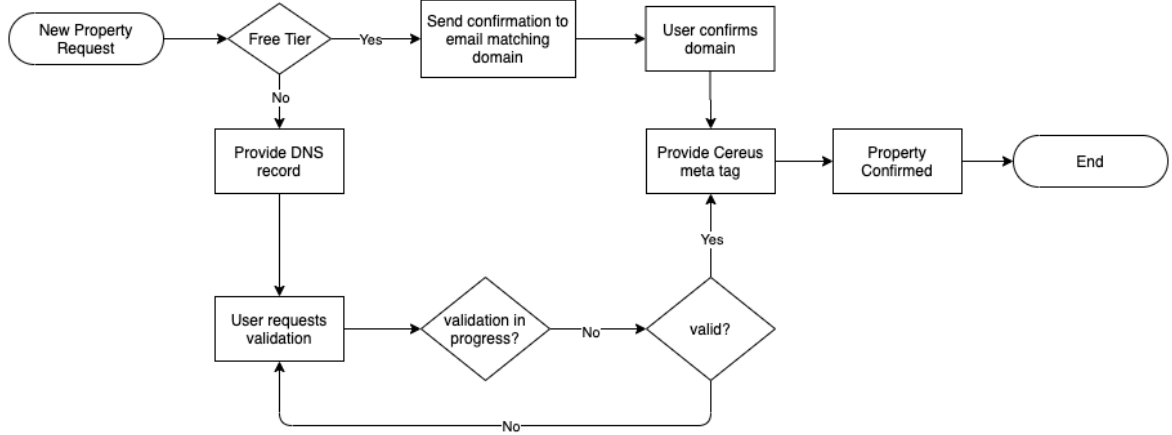 New Property
Request
Free Tier
Yes
Send confirmation to
email matching
domain
User confirms
domain
No
Provide DNS
record
Provide Cereus
meta tag
Property
Confirmed
End
Yes
User requests
validation
validation in
progress?
No
valid?
No